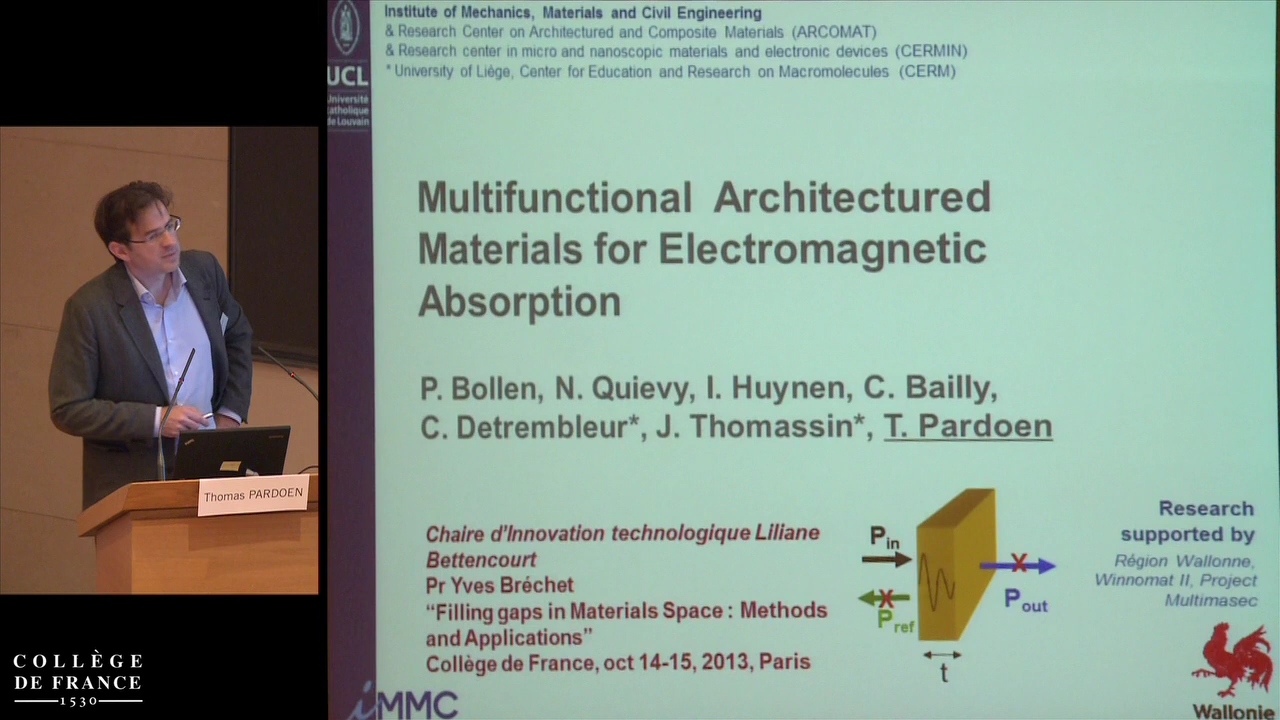 Institute of Mechanics, Materials and Civil Engineering
& Research Center on Architectured and Composite Materials (ARCOMAT)
& Research center in micro and nanoscopic materials and electronic devices (CERMIN)
* University of Liége, Center for Education and Research on Macromolecules (CERM)
UCL
Université
catholique
de Louvain
Multifunctional Architectured
Materials for Electromagnetic
Absorption
P. Bollen, N. Quievy, I. Huynen, C. Bailly,
C. Detrembleur*, J. Thomassin*, T. Pardoen
Chaire d'Innovation technologique Liliane
Bettencourt
Pr Yves Bréchet
“Filling gaps in Materials Space : Methods
and Applications”
Collège de France, oct 14-15, 2013, Paris
Pin
Pref
Pout
t
Research
supported by
Région Wallonne,
Winnomat II, Project
Multimasec
Wallonie
iMMC
Thomas PARDOEN
COLLÈGE
DE FRANCE
1530